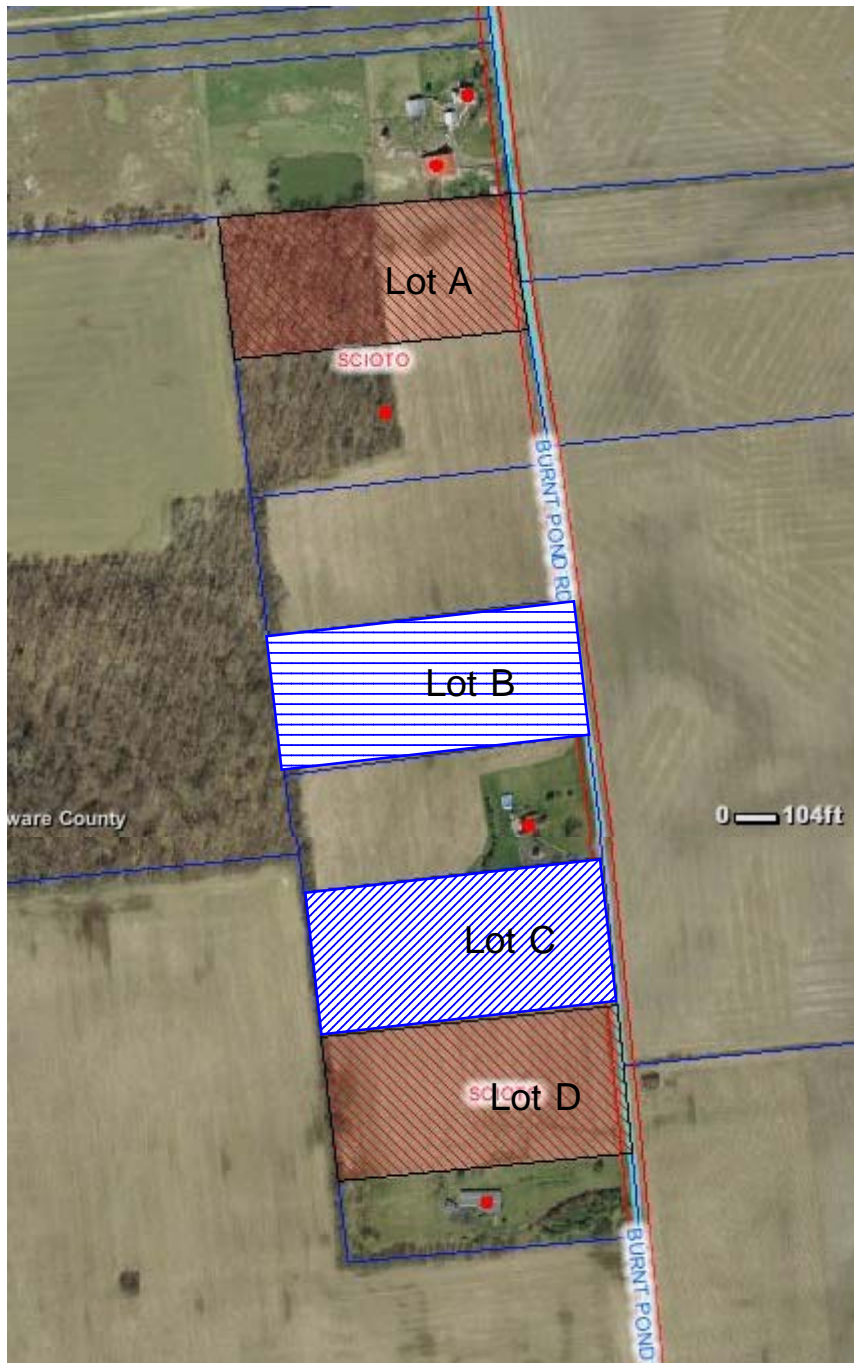 Lot A
SCIOTO
BURNT POND RD
Lot B
ware County
0 104ft
Lot C
SCIOTO
Lot D
BURNT POND